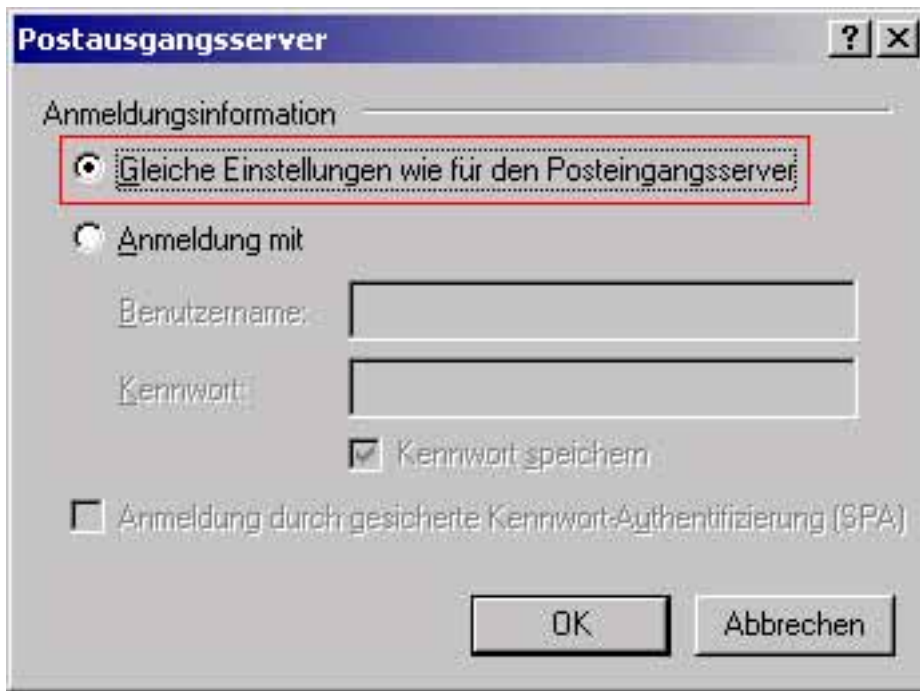 Postausgangsserver
Anmeldungsinformation
Gleiche Einstellungen wie für den Posteingangsserver
Anmeldung mit
Benutzername:
Kennwort:
Kennwort speichern
Anmeldung durch gesicherte Kennwort-Authentifizierung (SPA)
OK Abbrechen